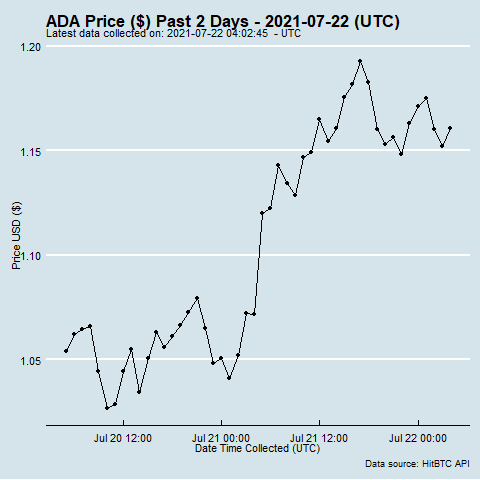 ADA Price ($) Past 2 Days - 2021-07-22 (UTC)
Latest data collected on: 2021-07-22 04:02:45 - UTC
1.20
1.15
1.10
1.05
Price USD ($)
Jul 20 12:00 Jul 21 00:00 Jul 21 12:00 Jul 22 00:00
Date Time Collected (UTC)
Data source: HitBTC API